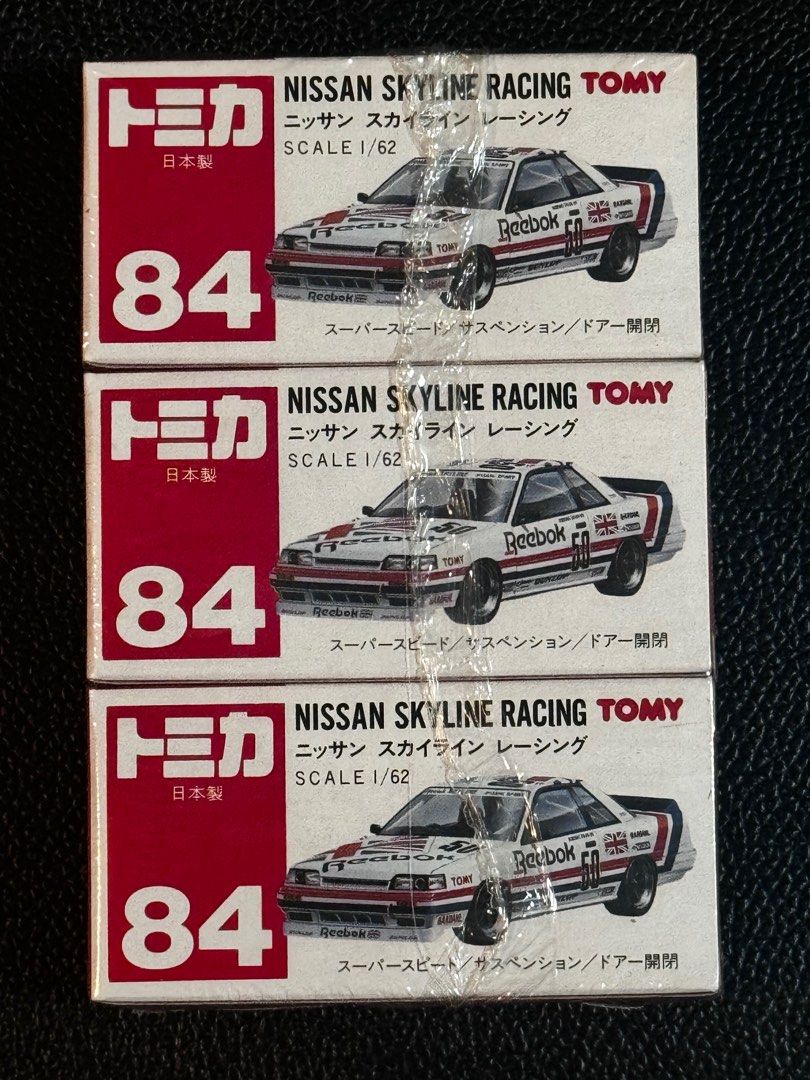 トミカ
日本製
84
NISSAN SKYLINE RACING TOMY
ニッサン スカイライン レーシング
SCALE 1/62
Reebok
50
TOMY
Reebok
スーパースピード/サスペンション/ドアー開閉
トミカ
日本製
84
NISSAN SKYLINE RACING TOMY
ニッサン スカイライン レーシング
SCALE 1/62
50
Reebok
Reebok
50
TOMY
DUNLOP
Reebok
スーパースピード/サスペンション/ドアー開閉
トミカ
日本製
84
NISSAN SKYLINE RACING TOMY
ニッサン スカイライン レーシング
SCALE 1/62
50
Reebok
Reebok
50
TOMY
Reebok
スーパースピード/サスペンション/ドアー開閉